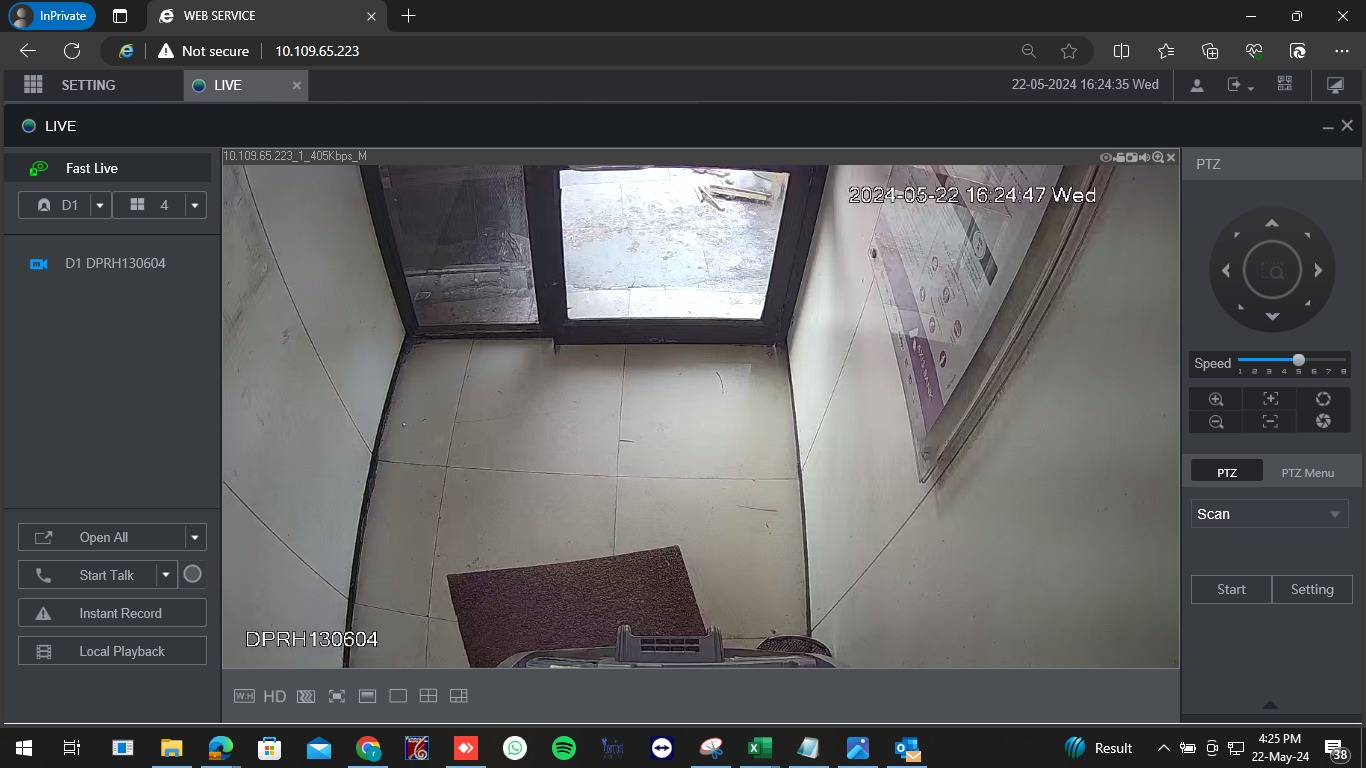 InPrivate
WEB SERVICE
Not secure
10.109.65.223
SETTING
LIVE
22-05-2024 16:24:35 Wed
LIVE
Fast Live
D1
4
D1 DPRH130604
10.109.65.223_1_405Kbps_M
2024-05-22 16:24:47 Wed
DPRH130604
PTZ
Speed
1 2 3 4 5 6 7 8
PTZ
PTZ Menu
Scan
Start
Setting
Open All
Start Talk
Instant Record
Local Playback
W:H
HD
Result
4:25 PM
22-May-24
38